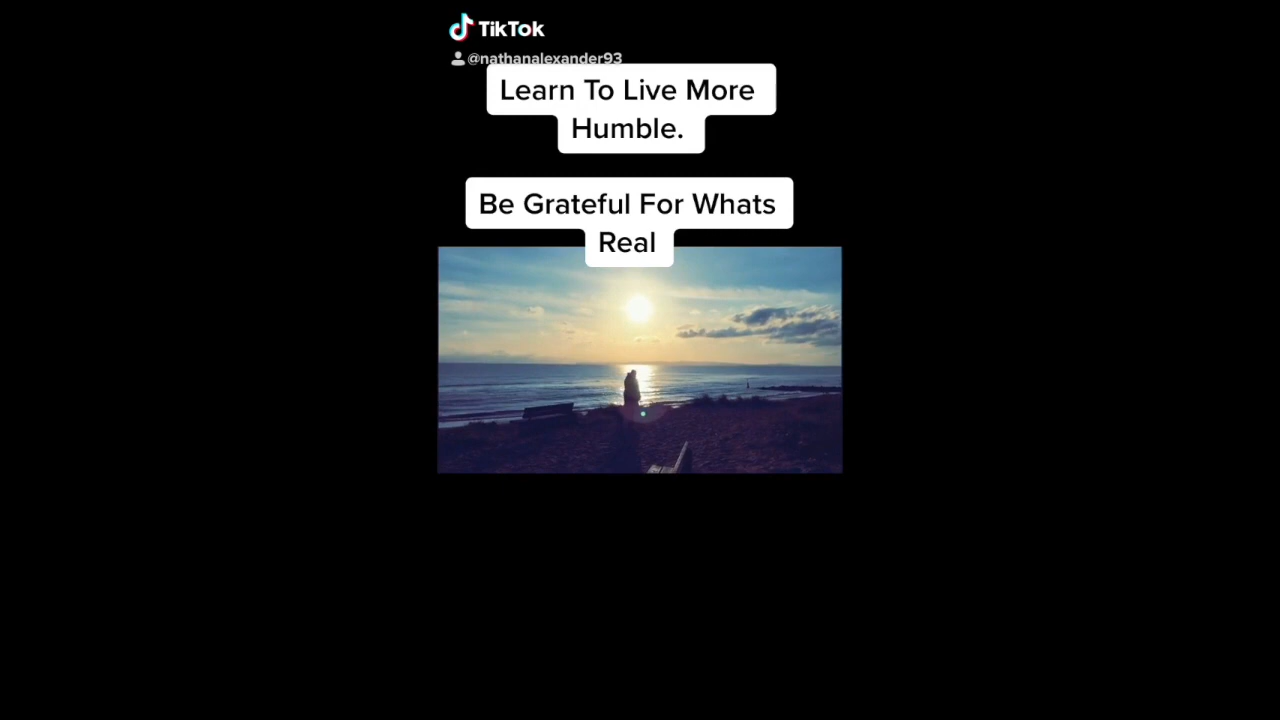 TikTok
@nathanalexander93
Learn To Live More
Humble.
Be Grateful For Whats
Real